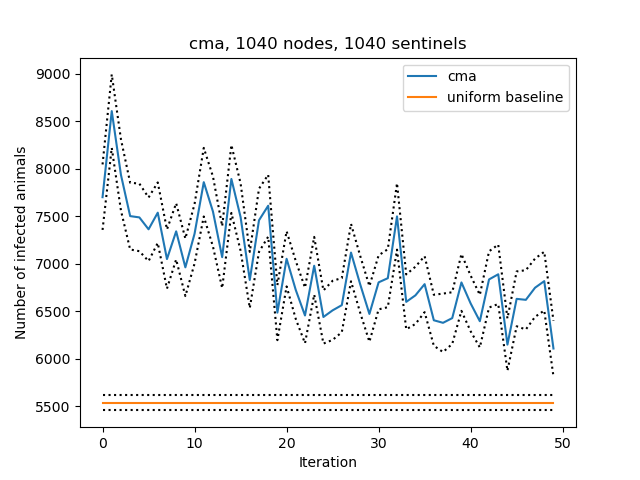 cma, 1040 nodes, 1040 sentinels
cma
uniform baseline
Number of infected animals
9000
8500
8000
7500
7000
6500
6000
5500
0
10
20
30
40
50
Iteration